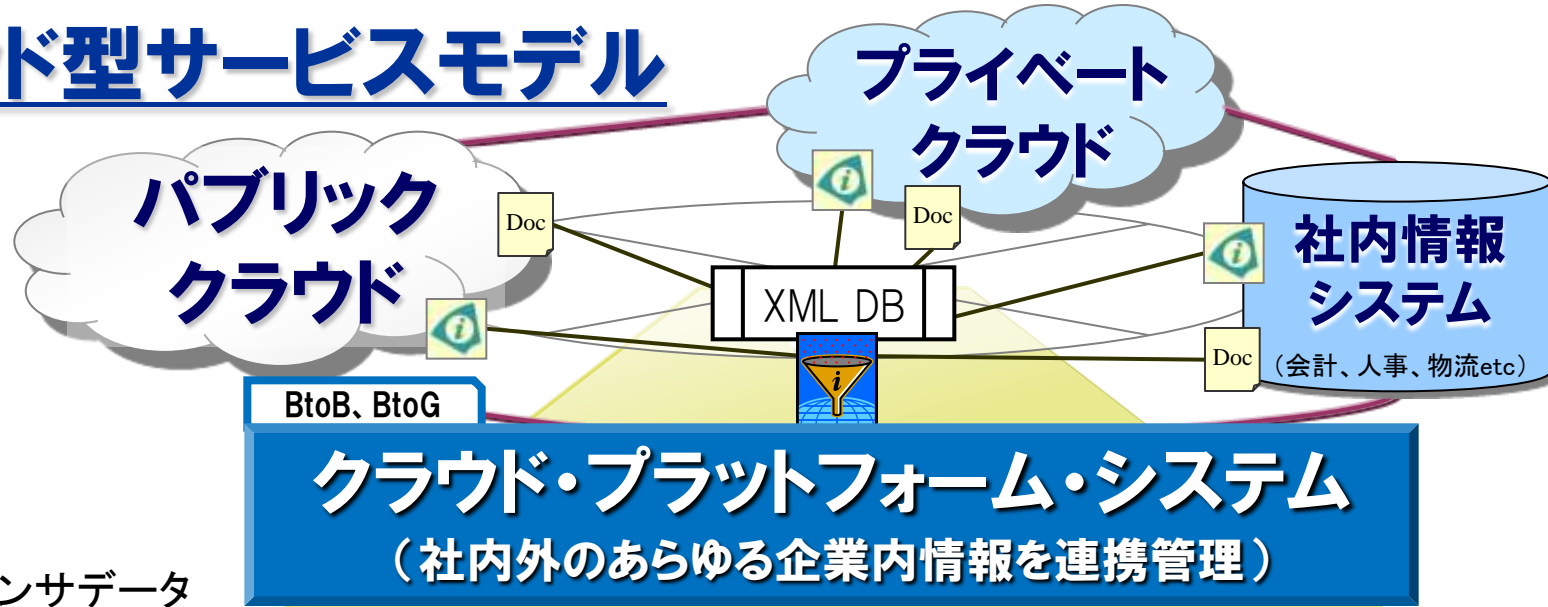 ド型サービスモデル
プライベート
クラウド
パブリック
クラウド
Doc
Doc
社内情報
システム
(会計、人事、物流etc)
XML DB
Doc
i
i
i
i
BtoB、BtoG
クラウド・プラットフォーム・システム
(社内外のあらゆる企業内情報を連携管理)
ンサデータ